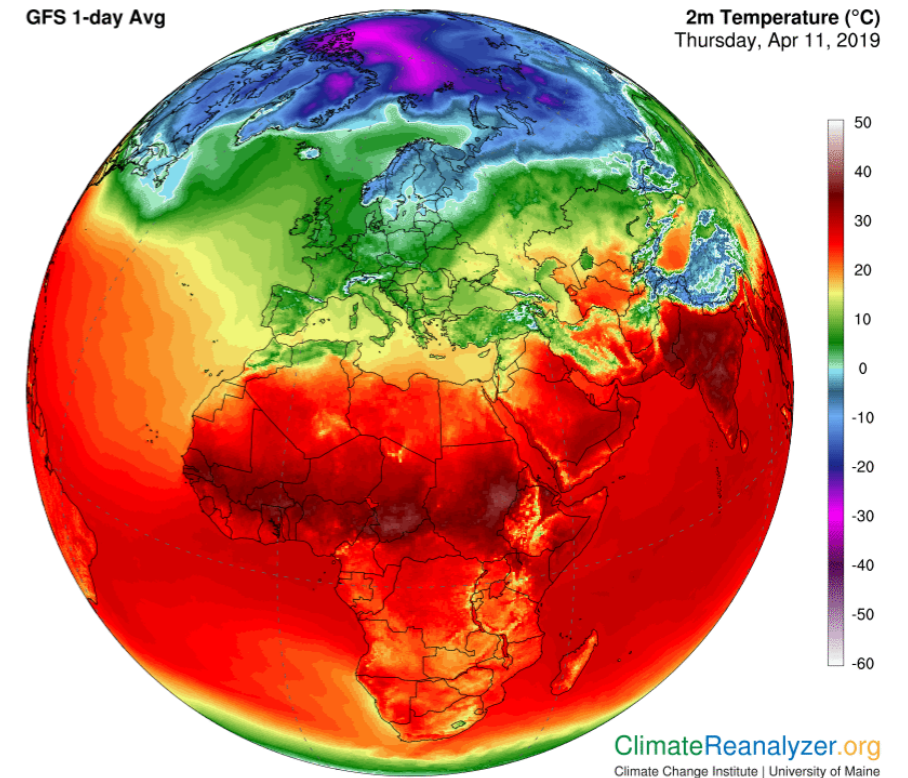 GFS 1-day Avg
2m Temperature (°C)
Thursday, Apr 11, 2019
50
40
30
20
10
0
-10
-20
-30
-40
-50
-60
ClimateReanalyzer.org
Climate Change Institute | University of Maine